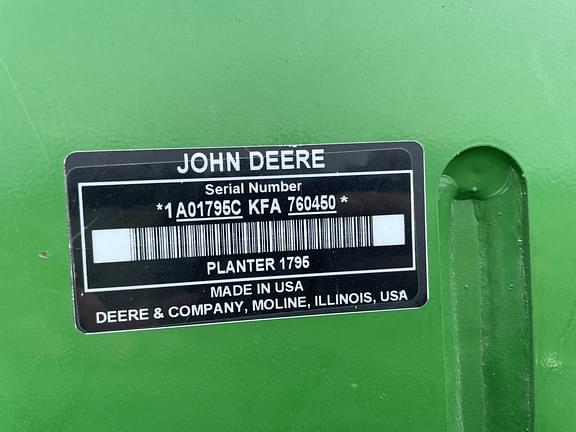 JOHN DEERE
Serial Number
*1A01795C KFA 760450*
PLANTER 1795
MADE IN USA
DEERE & COMPANY, MOLINE, ILLINOIS, USA